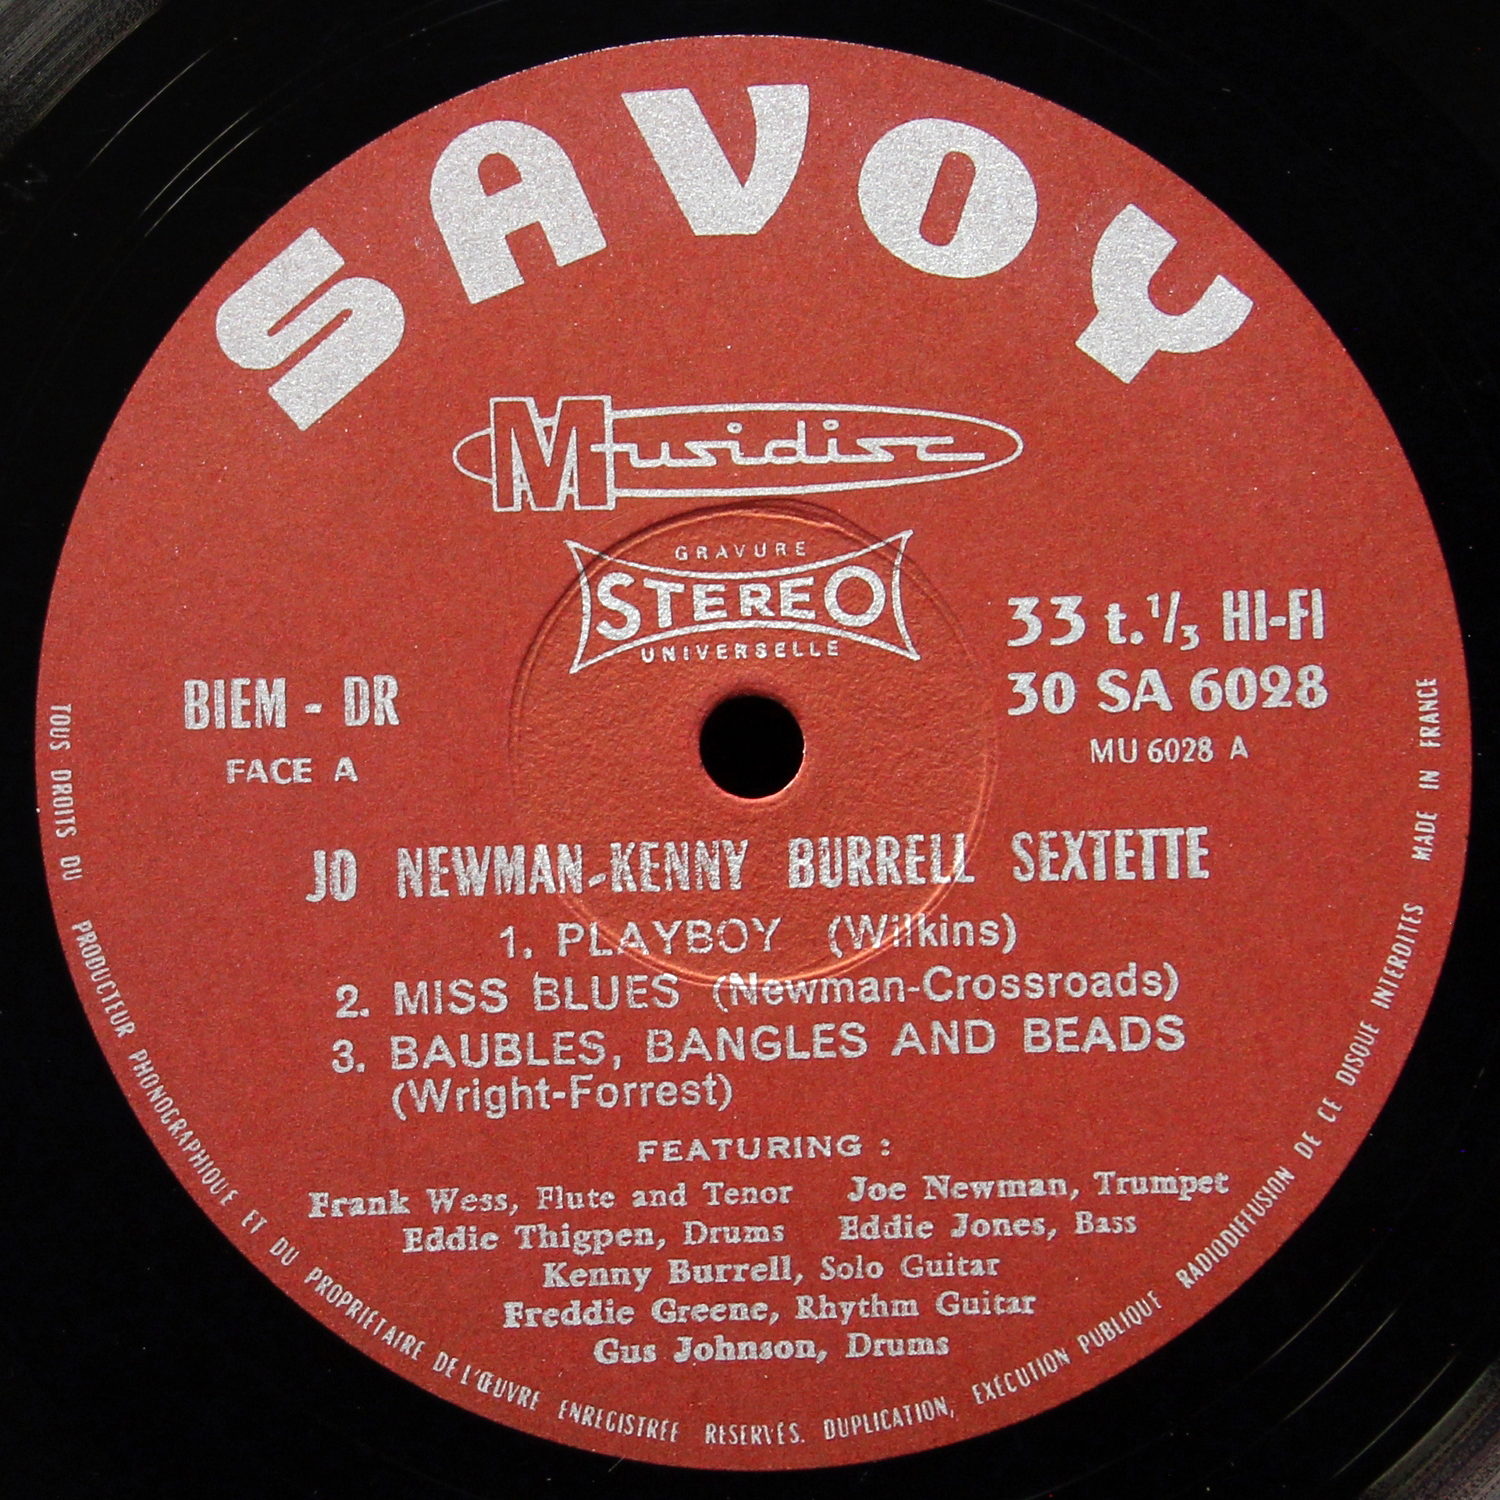 SAVOY
Musidisc
GRAVURE
STEREO
UNIVERSELLE
33 t. 1/3 HI-FI
30 SA 6028
MU 6028 A
BIEM - DR
FACE A
JO NEWMAN-KENNY BURRELL SEXTETTE
1. PLAYBOY (Wilkins)
2. MISS BLUES (Newman-Crossroads)
3. BAUBLES, BANGLES AND BEADS
(Wright-Forrest)
FEATURING :
Frank Wess, Flute and Tenor Joe Newman, Trumpet
Eddie Thigpen, Drums Eddie Jones, Bass
Kenny Burrell, Solo Guitar
Freddie Greene, Rhythm Guitar
Gus Johnson, Drums
TOUS DROITS DU PRODUCTEUR PHONOGRAPHIQUE ET DU PROPRIETAIRE DE L'ŒUVRE ENREGISTRÉE RESERVÉS. DUPLICATION, EXÉCUTION PUBLIQUE RADIODIFFUSION DE CE DISQUE INTERDITES MADE IN FRANCE